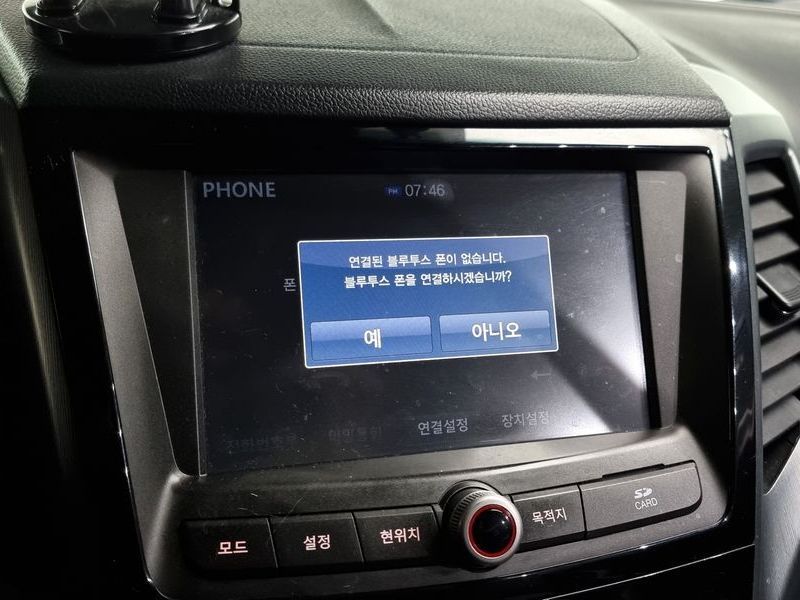 PHONE
PM 07:46
연결된 블루투스 폰이 없습니다.
블루투스 폰을 연결하시겠습니까?
폰
예
아니오
연결설정
장치설정
모드
설정
현위치
목적지
SD
CARD